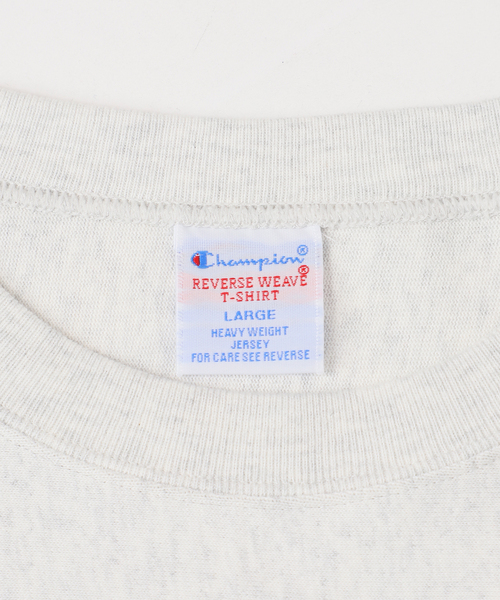 Champion®
REVERSE WEAVE®
T-SHIRT
LARGE
HEAVY WEIGHT
JERSEY
FOR CARE SEE REVERSE